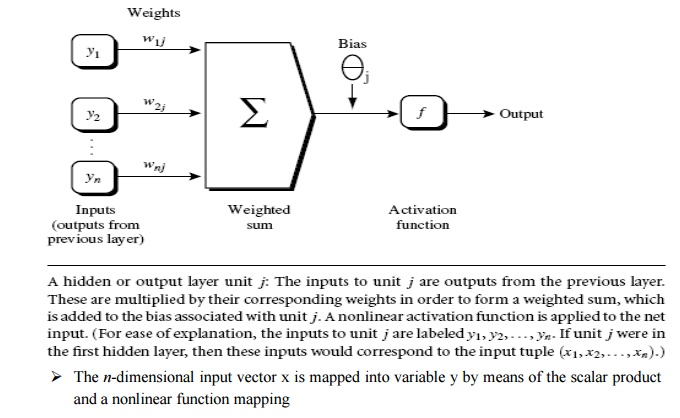 Weights
y1 w1j
Bias
θj
y2 w2j
∑
f
Output
⋮
yn wnj
Inputs
(outputs from
previous layer)
Weighted
sum
Activation
function
A hidden or output layer unit j: The inputs to unit j are outputs from the previous layer.
These are multiplied by their corresponding weights in order to form a weighted sum, which
is added to the bias associated with unit j. A nonlinear activation function is applied to the net
input. (For ease of explanation, the inputs to unit j are labeled y1, y2,..., yn. If unit j were in
the first hidden layer, then these inputs would correspond to the input tuple (x1, x2,..., xn).)
➢ The n-dimensional input vector x is mapped into variable y by means of the scalar product
and a nonlinear function mapping